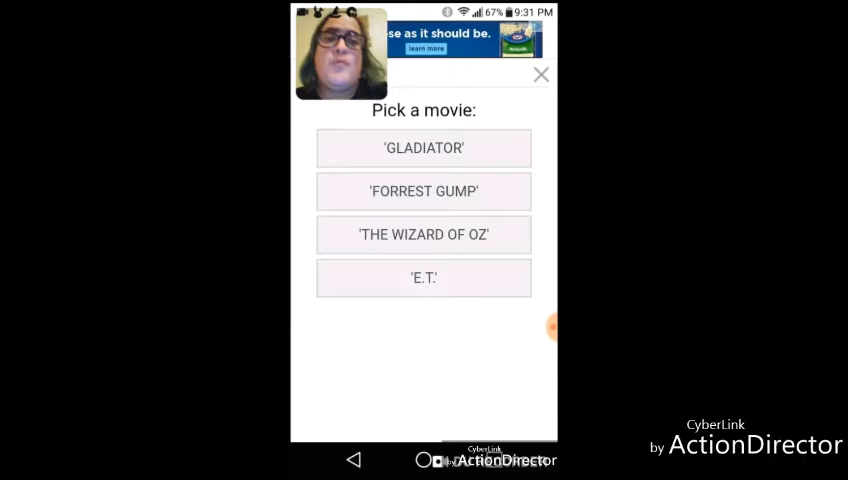 67% 9:31 PM
se as it should be.
learn more
Pick a movie:
'GLADIATOR'
'FORREST GUMP'
'THE WIZARD OF OZ'
'E.T.'
CyberLink
by ActionDirector
CyberLink
by ActionDirector